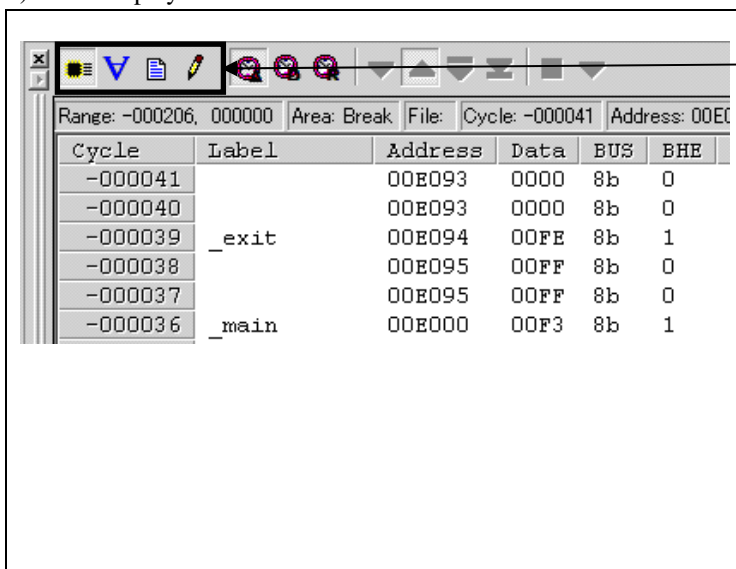 Range: -000206, 000000 Area: Break File: Cycle: -000041 Address: 00E0
Cycle Label Address Data BUS BHE
-000041 00E093 0000 8b 0
-000040 00E093 0000 8b 0
-000039 _exit 00E094 00FE 8b 1
-000038 00E095 00FF 8b 0
-000037 00E095 00FF 8b 0
-000036 _main 00E000 00F3 8b 1